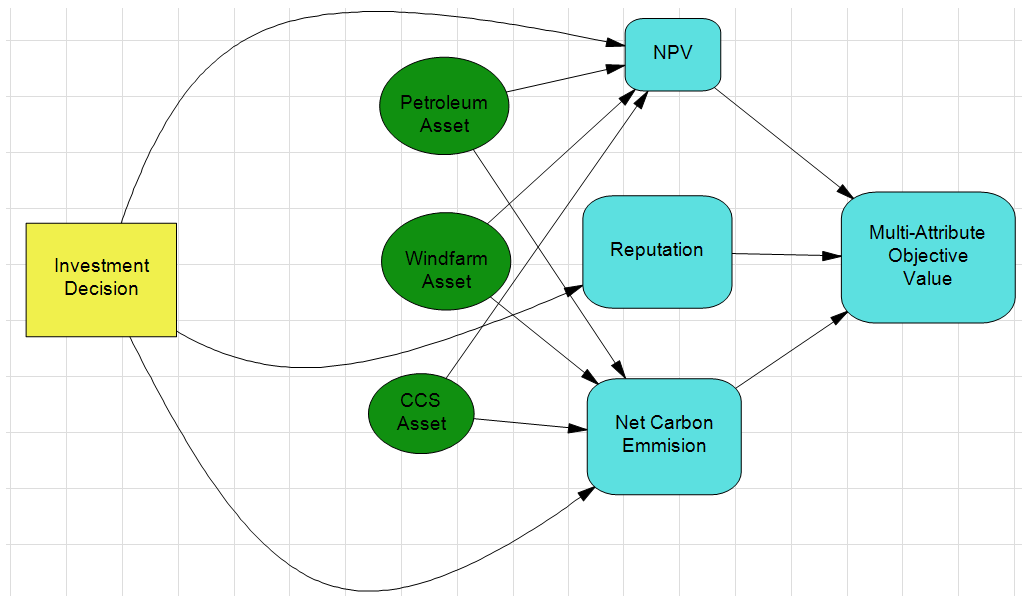 NPV
Petroleum
Asset
Multi-Attribute
Objective
Value
Reputation
Windfarm
Asset
Investment
Decision
CCS
Asset
Net Carbon
Emmision